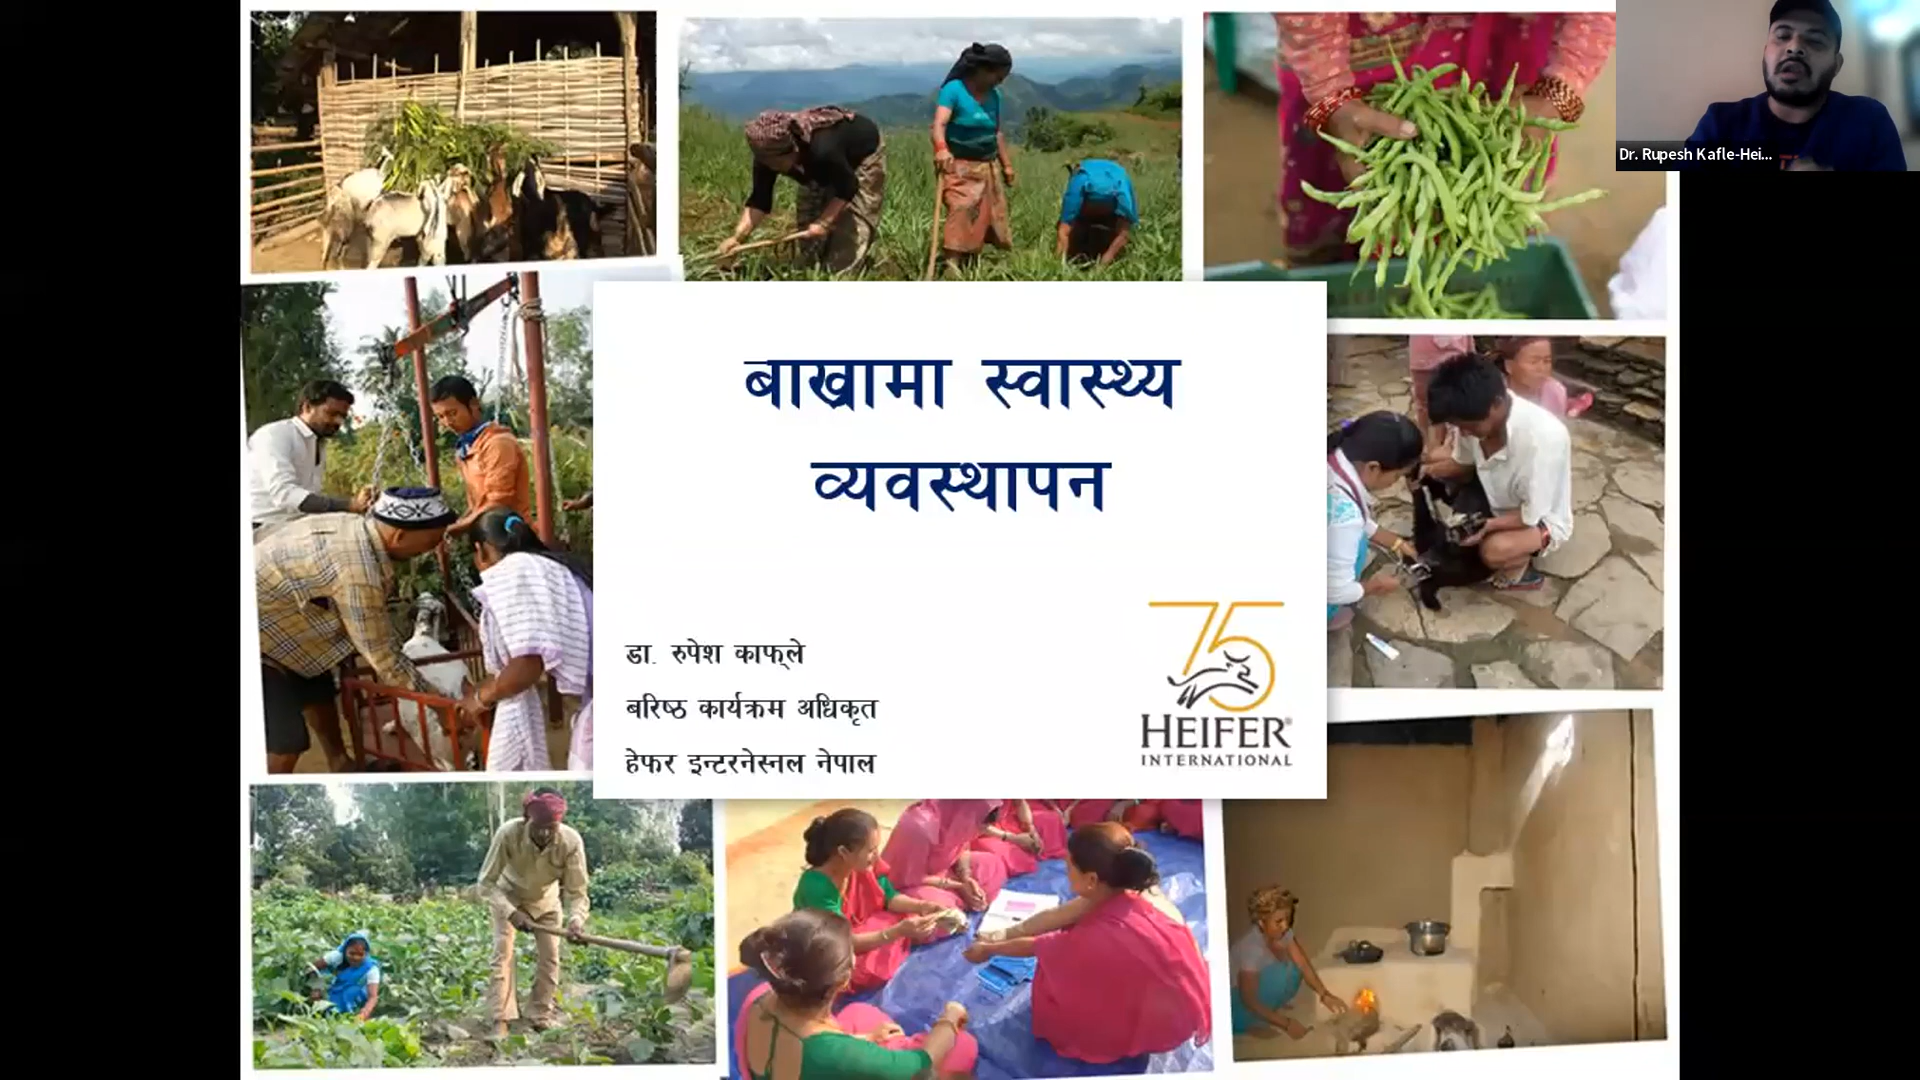 Dr. Rupesh Kafle-Hei...
बाख्रामा स्वास्थ्य
व्यवस्थापन
डा. रुपेश काफ्ले
बरिष्ठ कार्यक्रम अधिकृत
हेफर इन्टरनेस्नल नेपाल
75
HEIFER®
INTERNATIONAL